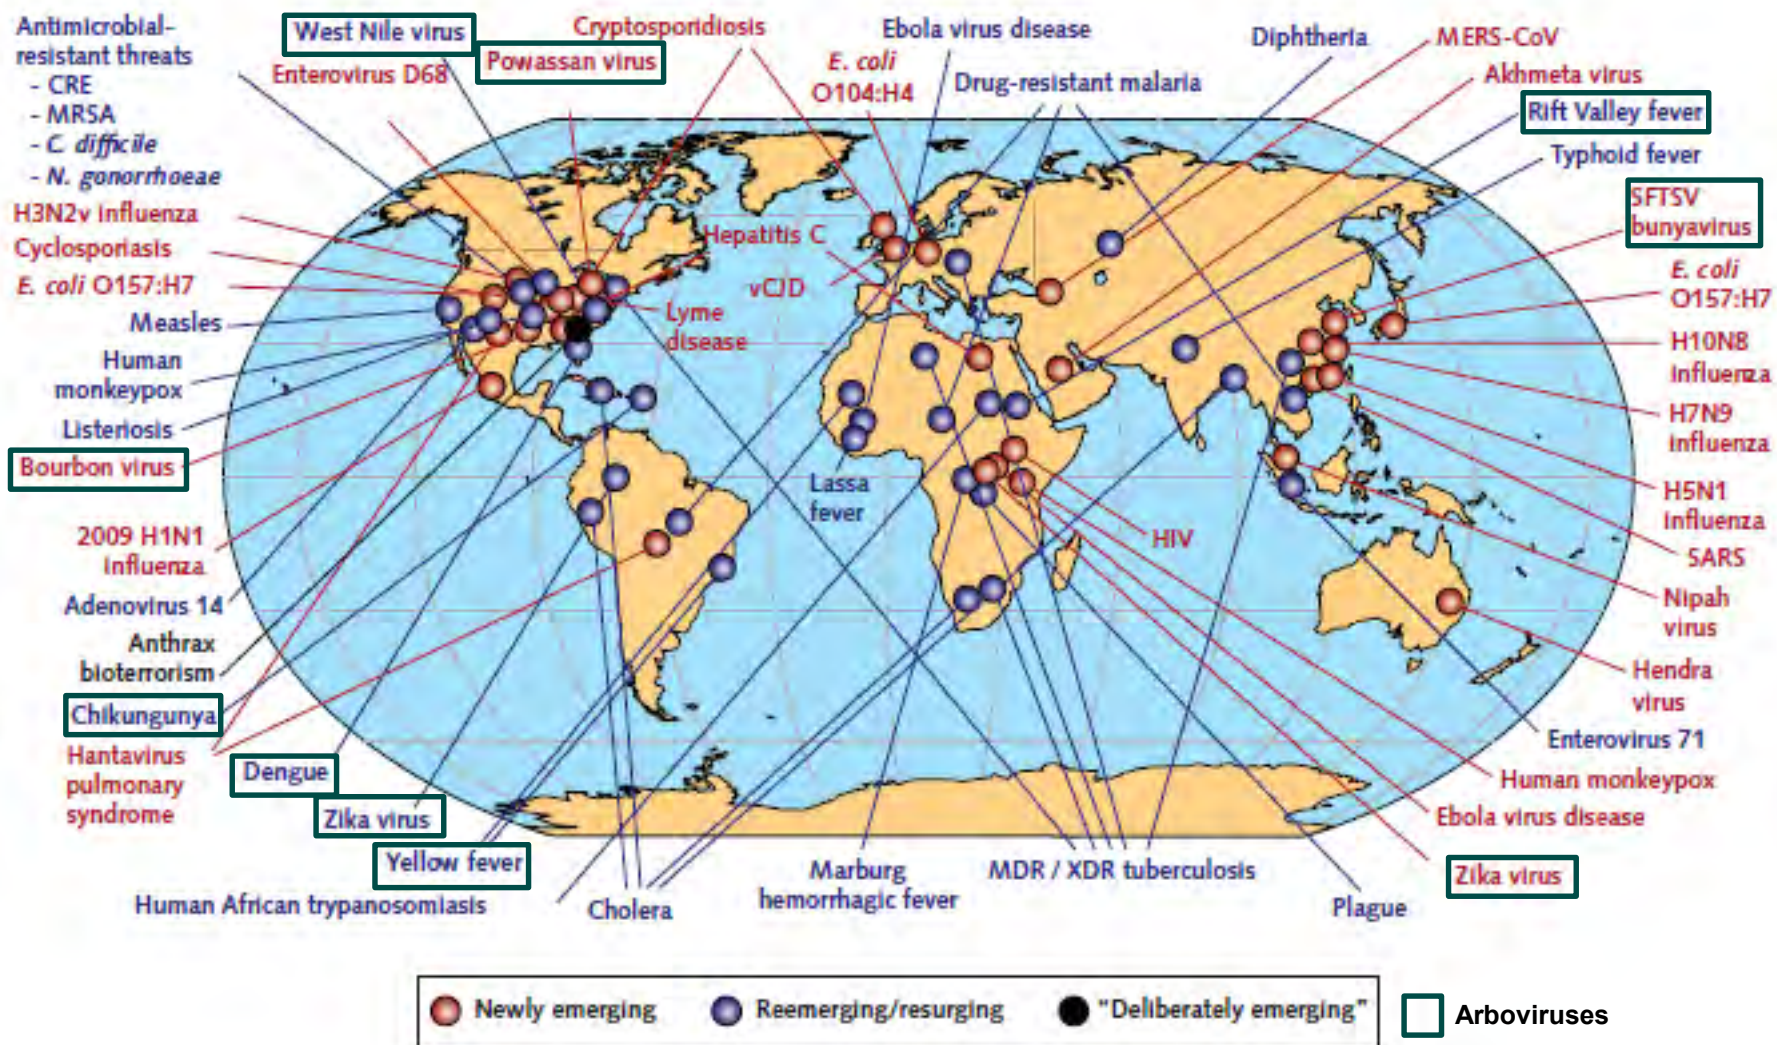 Antimicrobial-
resistant threats
- CRE
- MRSA
- C. difficile
- N. gonorrhoeae
West Nile virus
Enterovirus D68
Powassan virus
Cryptosporidiosis
E. coli
O104:H4
Ebola virus disease
Drug-resistant malaria
Diphtheria
MERS-CoV
Akhmeta virus
Rift Valley fever
Typhoid fever
SFTSV
bunyavirus
E. coli
O157:H7
H10N8
influenza
H7N9
influenza
H5N1
influenza
SARS
Nipah
virus
Hendra
virus
Enterovirus 71
Human monkeypox
Ebola virus disease
Zika virus
Plague
MDR / XDR tuberculosis
Marburg
hemorrhagic fever
Cholera
Human African trypanosomiasis
Yellow fever
Zika virus
Dengue
Hantavirus
pulmonary
syndrome
Chikungunya
Anthrax
bioterrorism
Adenovirus 14
2009 H1N1
influenza
Bourbon virus
Listeriosis
Human
monkeypox
Measles
E. coli O157:H7
Cyclosporiasis
H3N2v influenza
Hepatitis C
vCJD
Lyme
disease
Lassa
fever
HIV
Newly emerging
Reemerging/resurging
"Deliberately emerging"
Arboviruses